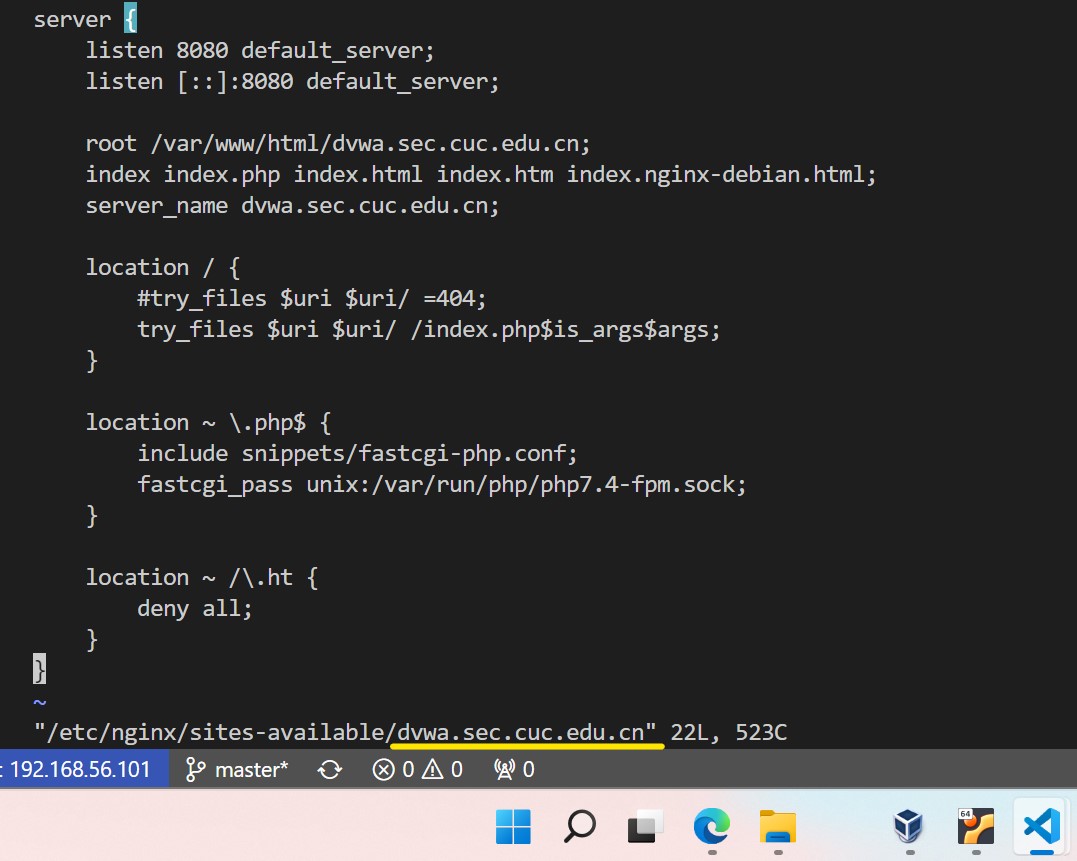 server {
    listen 8080 default_server;
    listen [::]:8080 default_server;

    root /var/www/html/dvwa.sec.cuc.edu.cn;
    index index.php index.html index.htm index.nginx-debian.html;
    server_name dvwa.sec.cuc.edu.cn;

    location / {
        #try_files $uri $uri/ =404;
        try_files $uri $uri/ /index.php$is_args$args;
    }

    location ~ \.php$ {
        include snippets/fastcgi-php.conf;
        fastcgi_pass unix:/var/run/php/php7.4-fpm.sock;
    }

    location ~ /\.ht {
        deny all;
    }
}
~
"/etc/nginx/sites-available/dvwa.sec.cuc.edu.cn" 22L, 523C
: 192.168.56.101 master* 0 0 0
64